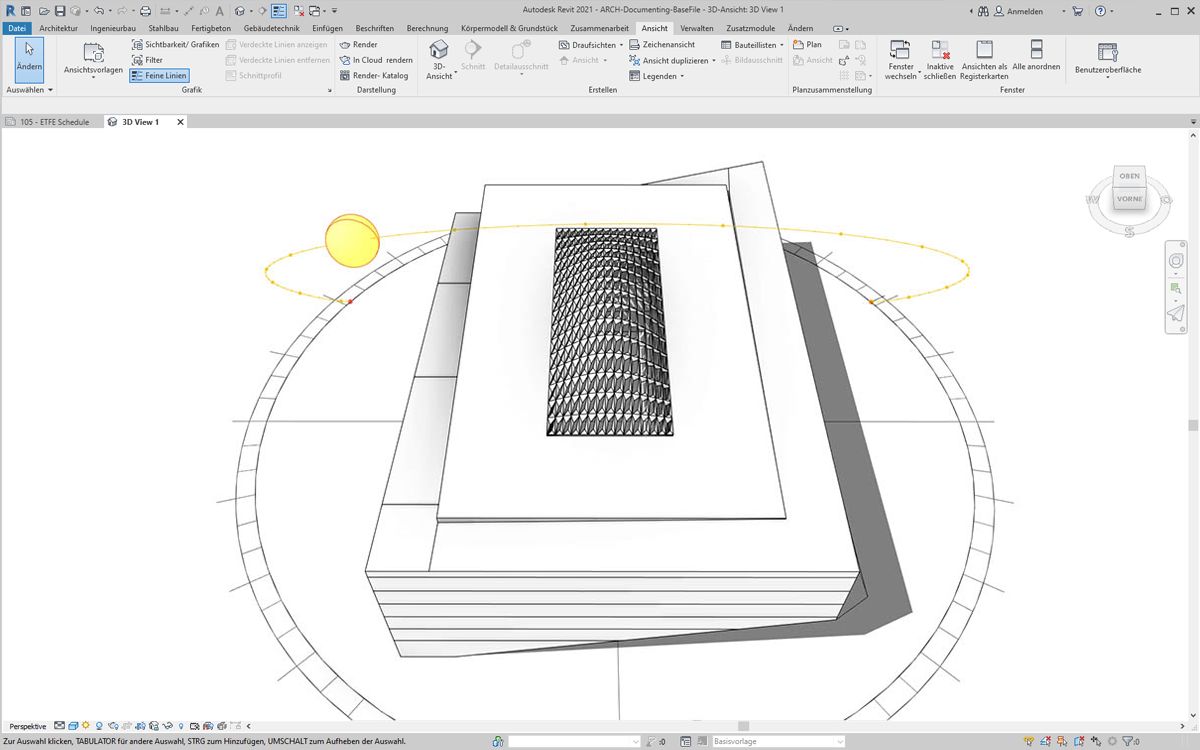 Autodesk Revit 2021 - ARCH-Documenting-BaseFile - 3D-Ansicht: 3D View 1
Anmelden
Datei Architektur Ingenieurbau Stahlbau Fertigbeton Gebäudetechnik Einfügen Beschriften Berechnung Körpermodell & Grundstück Zusammenarbeit Ansicht Verwalten Zusatzmodule Ändern
Ändern
Auswählen
Ansichtsvorlagen
Sichtbarkeit/ Grafiken
Filter
Feine Linien
Verdeckte Linien anzeigen
Verdeckte Linien entfernen
Schnittprofil
Grafik
Render
In Cloud rendern
Render- Katalog
Darstellung
3D-
Ansicht
Schnitt
Detailausschnitt
Draufsichten
Ansicht
Zeichenansicht
Ansicht duplizieren
Legenden
Bauteillisten
Bildausschnitt
Erstellen
Plan
Ansicht
Planzusammenstellung
Fenster
wechseln
Inaktive
schließen
Ansichten als
Registerkarten
Alle anordnen
Benutzeroberfläche
Fenster
105 - ETFE Schedule
3D View 1
OBEN
VORNE
W
O
S
Perspektive
Zur Auswahl klicken, TABULATOR für andere Auswahl, STRG zum Hinzufügen, UMSCHALT zum Aufheben der Auswahl.
:0
Basisvorlage
:0